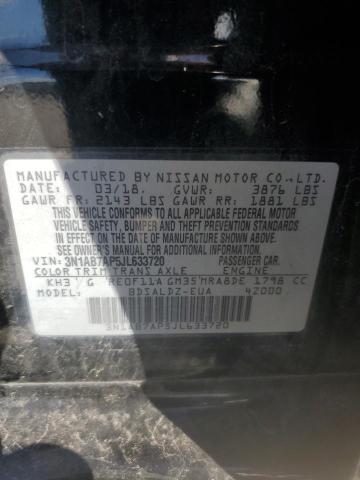 MANUFACTURED BY NISSAN MOTOR CO.,LTD.
DATE: 03/18. GVWR: 3876 LBS
GAWR FR: 2143 LBS GAWR RR: 1881 LBS
THIS VEHICLE CONFORMS TO ALL APPLICABLE
FEDERAL MOTOR VEHICLE
SAFETY, BUMPER AND THEFT PREVENTION
STANDARDS IN EFFECT ON THE DATE OF
MANUFACTURE SHOWN ABOVE.
SEE OWNER'S MANUAL
VIN: 3N1AB7AP5JL633720 PASSENGER CAR
COLOR TRIM TRANS AXLE ENGINE
KH3 G RE0F11A GM35 MRA8DE 1798 CC
MODEL: BDSALDZ-EUA 42000
3N1AB7AP5JL633720